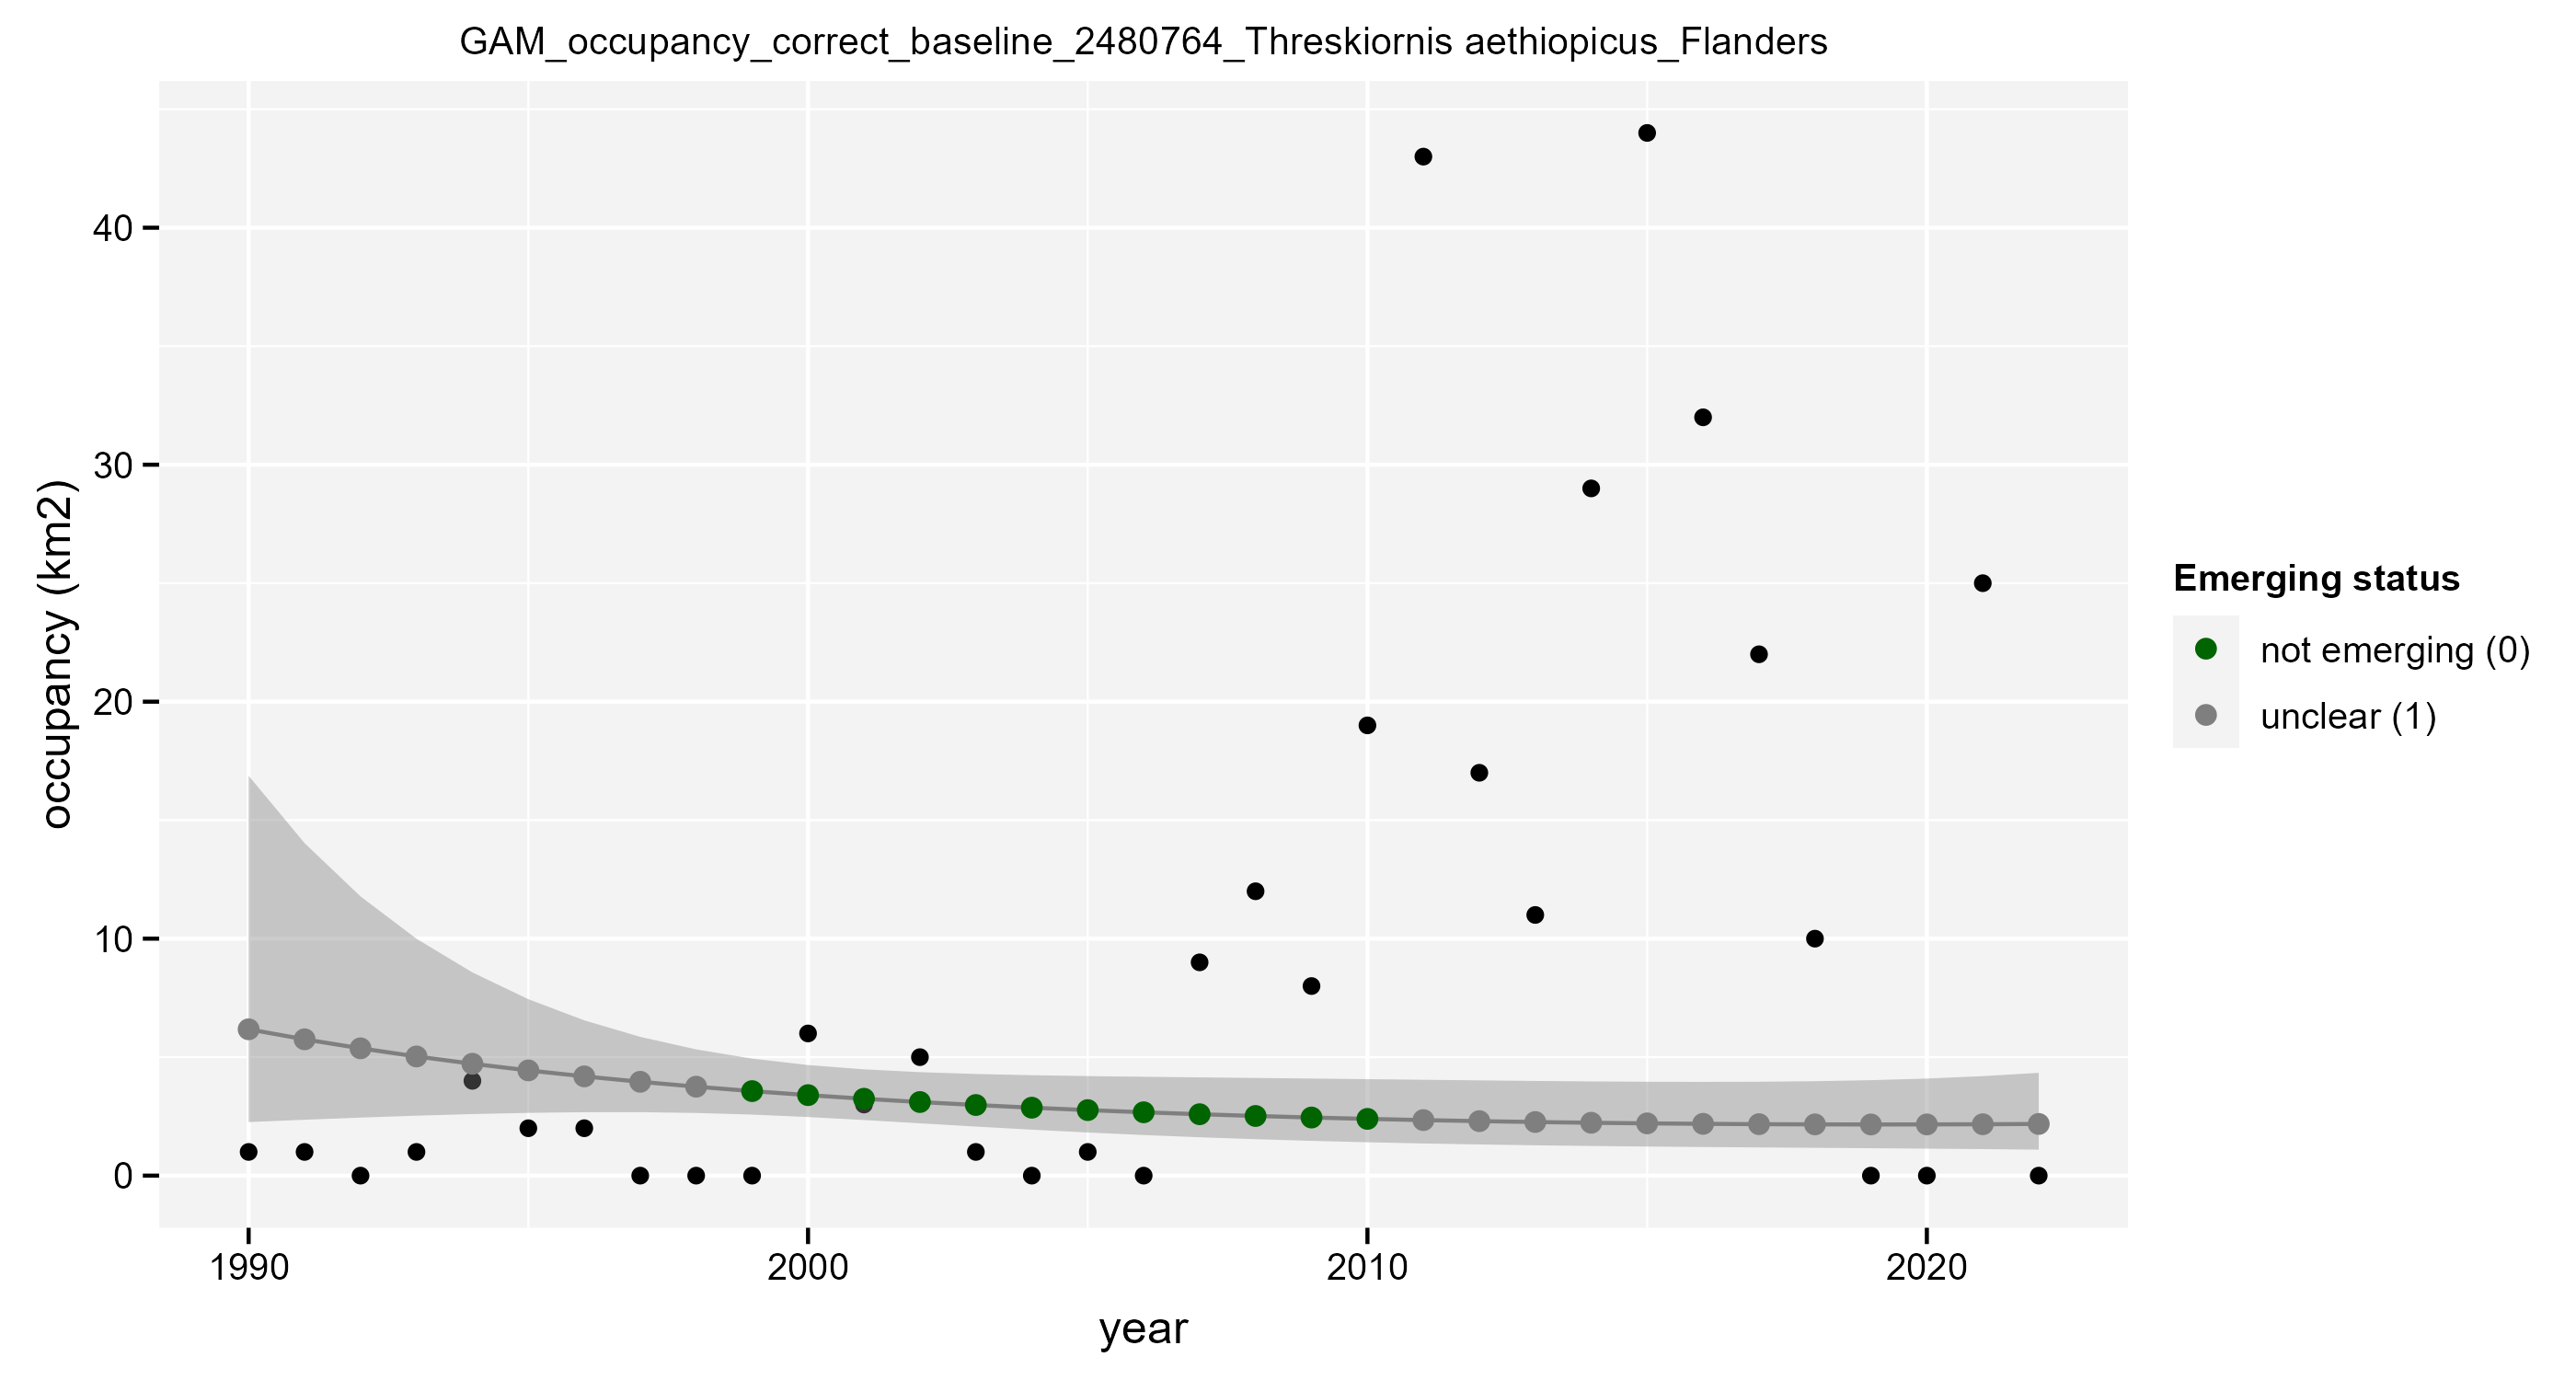 GAM_occupancy_correct_baseline_2480764_Threskiornis aethiopicus_Flanders
occupancy (km2)
40
30
20
10
0
1990
2000
2010
2020
year
Emerging status
not emerging (0)
unclear (1)